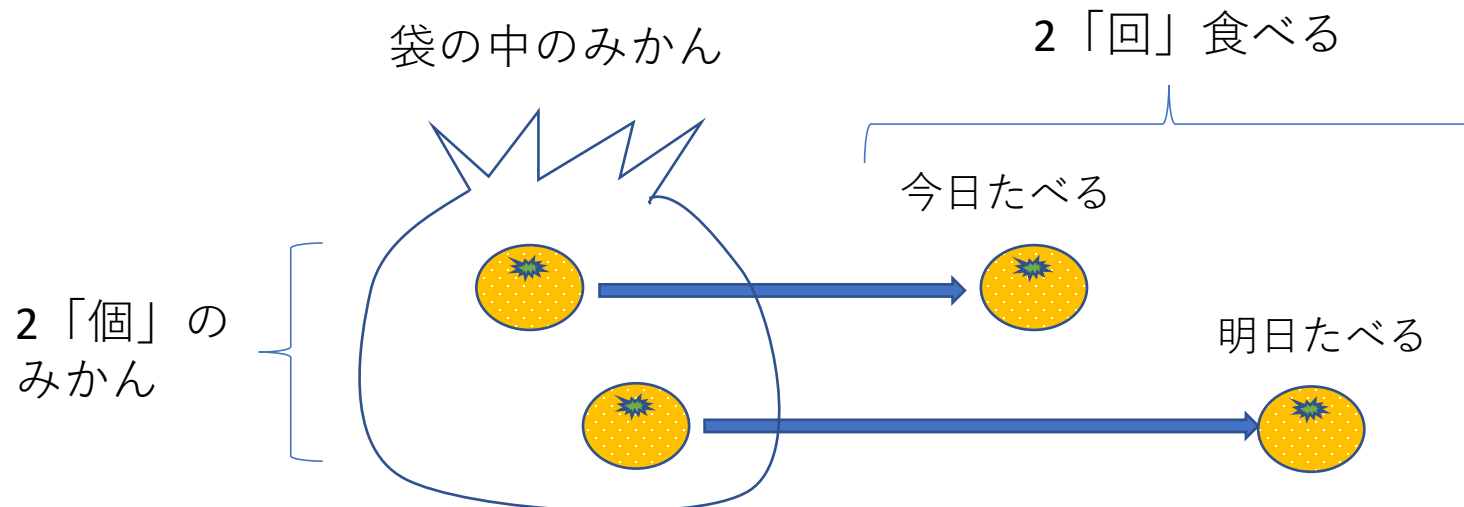 袋の中のみかん
2「回」食べる
今日たべる
2「個」の
みかん
明日たべる